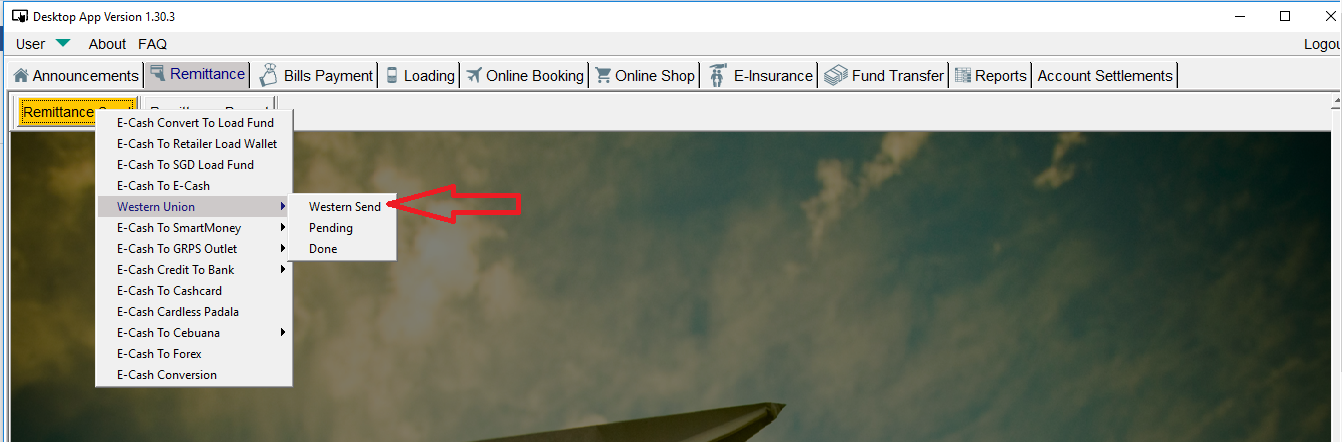 Desktop App Version 1.30.3
User About FAQ Logou
Announcements Remittance Bills Payment Loading Online Booking Online Shop E-Insurance Fund Transfer Reports Account Settlements
Remittance
E-Cash Convert To Load Fund
E-Cash To Retailer Load Wallet
E-Cash To SGD Load Fund
E-Cash To E-Cash
Western Union
Western Send
Pending
Done
E-Cash To SmartMoney
E-Cash To GRPS Outlet
E-Cash Credit To Bank
E-Cash To Cashcard
E-Cash Cardless Padala
E-Cash To Cebuana
E-Cash To Forex
E-Cash Conversion